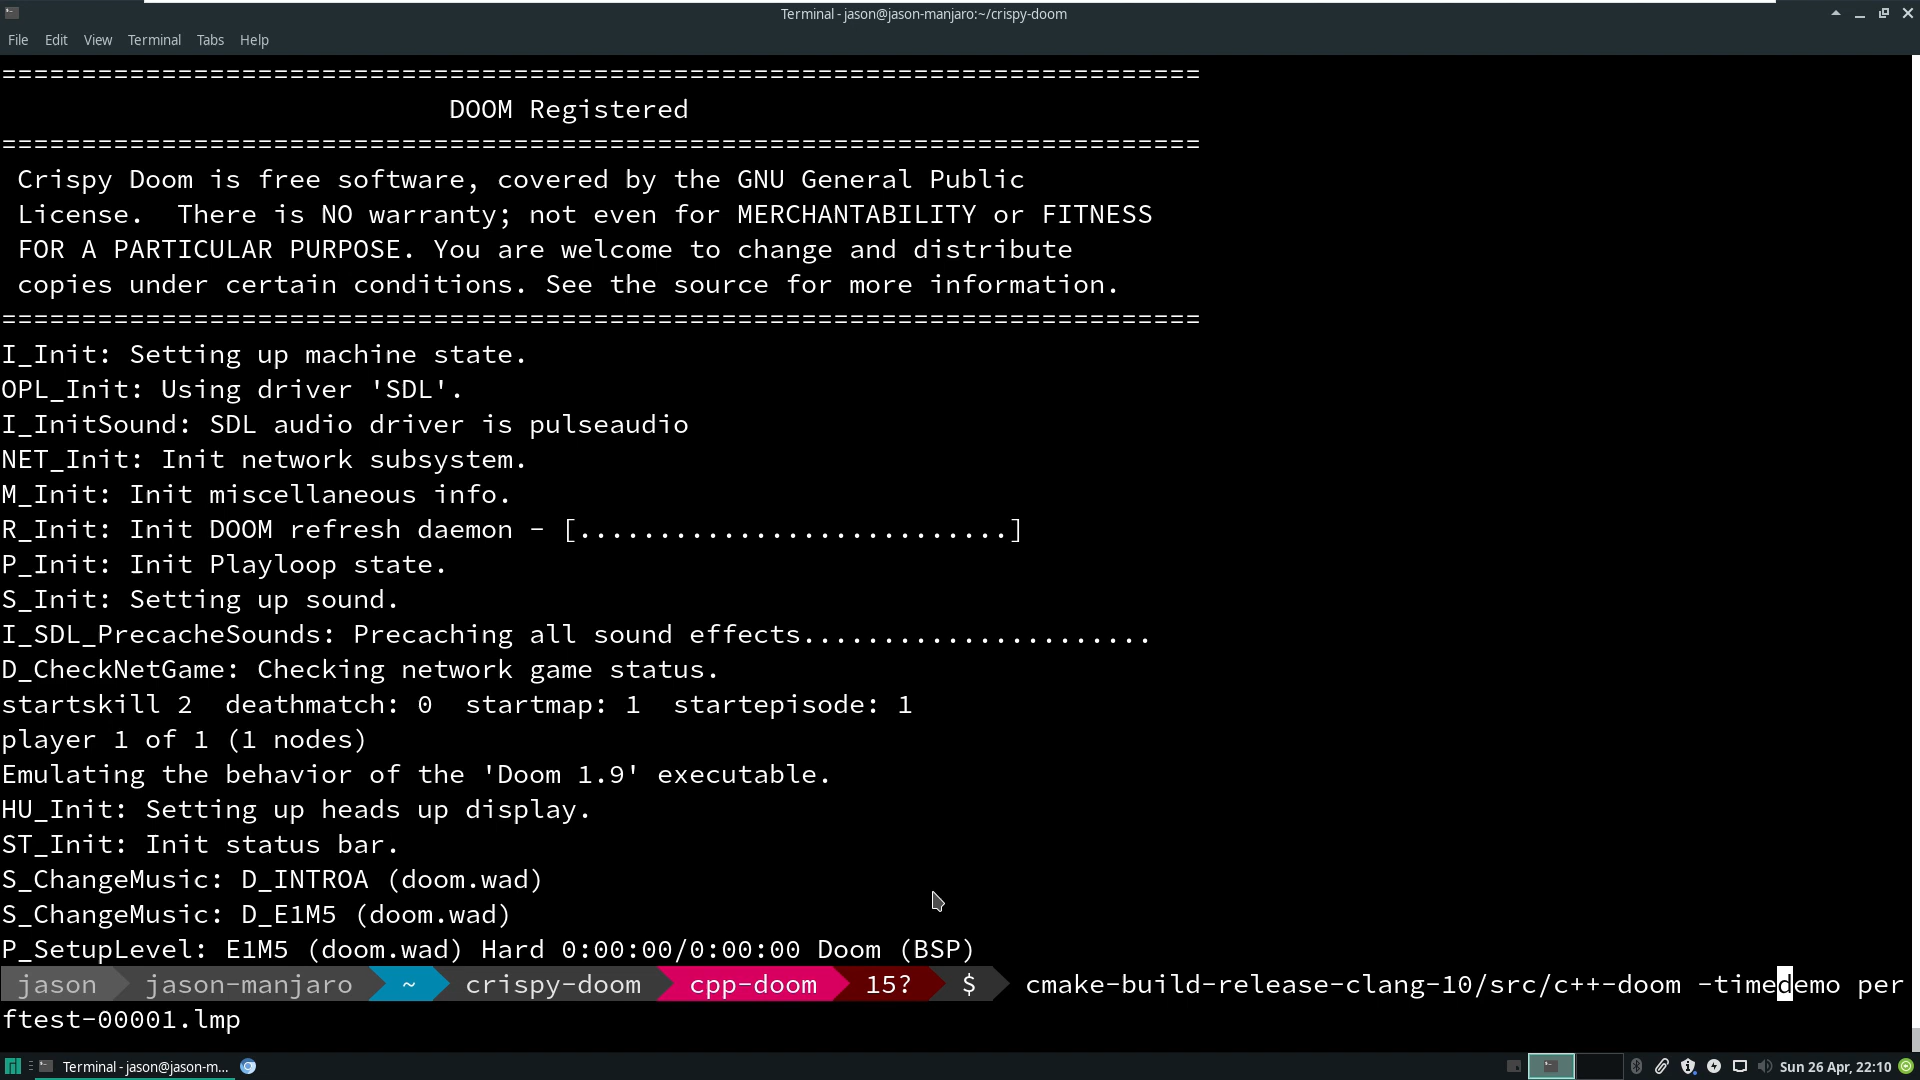 Terminal - jason@jason-manjaro:~/crispy-doom
File Edit View Terminal Tabs Help
===========================================================================
DOOM Registered
===========================================================================
Crispy Doom is free software, covered by the GNU General Public
License.  There is NO warranty; not even for MERCHANTABILITY or FITNESS
FOR A PARTICULAR PURPOSE. You are welcome to change and distribute
copies under certain conditions. See the source for more information.
===========================================================================
I_Init: Setting up machine state.
OPL_Init: Using driver 'SDL'.
I_InitSound: SDL audio driver is pulseaudio
NET_Init: Init network subsystem.
M_Init: Init miscellaneous info.
R_Init: Init DOOM refresh daemon - [...........................]
P_Init: Init Playloop state.
S_Init: Setting up sound.
I_SDL_PrecacheSounds: Precaching all sound effects......................
D_CheckNetGame: Checking network game status.
startskill 2  deathmatch: 0  startmap: 1  startepisode: 1
player 1 of 1 (1 nodes)
Emulating the behavior of the 'Doom 1.9' executable.
HU_Init: Setting up heads up display.
ST_Init: Init status bar.
S_ChangeMusic: D_INTROA (doom.wad)
S_ChangeMusic: D_E1M5 (doom.wad)
P_SetupLevel: E1M5 (doom.wad) Hard 0:00:00/0:00:00 Doom (BSP)
jason jason-manjaro ~ crispy-doom cpp-doom 15? $ cmake-build-release-clang-10/src/c++-doom -timedemo per
ftest-00001.lmp
Terminal - jason@jason-m... Sun 26 Apr, 22:10